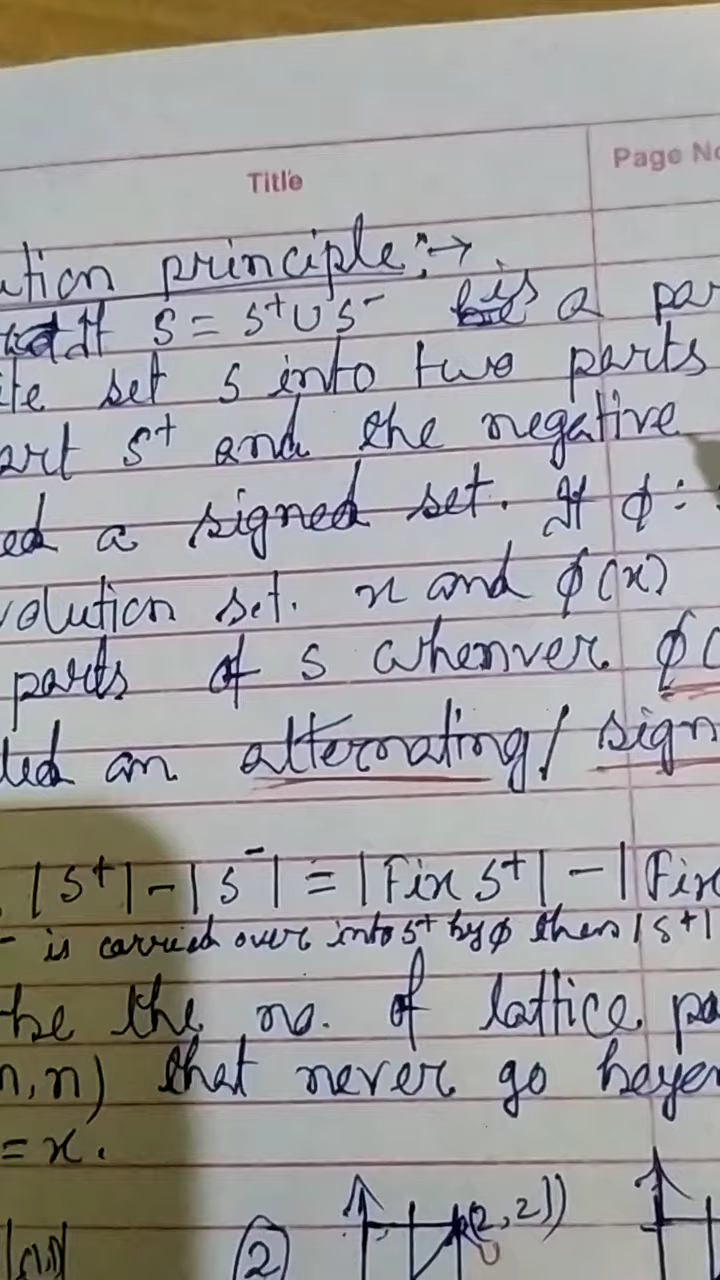 Title
Page No
ution principle :→
If S = S⁺ ∪ S⁻ is a par
ite set S into two parts
art S⁺ and the negative
ed a signed set. If ϕ :
volution set. x and ϕ(x)
parts of S whenver ϕ(
led an alternating / sign
|S⁺| - |S⁻| = |Fix S⁺| - |Fix
- is carried over into S⁺ by ϕ then |S⁺|
be the no. of lattice pa
n, n) that never go beyon
= x.
2 (2, 2))